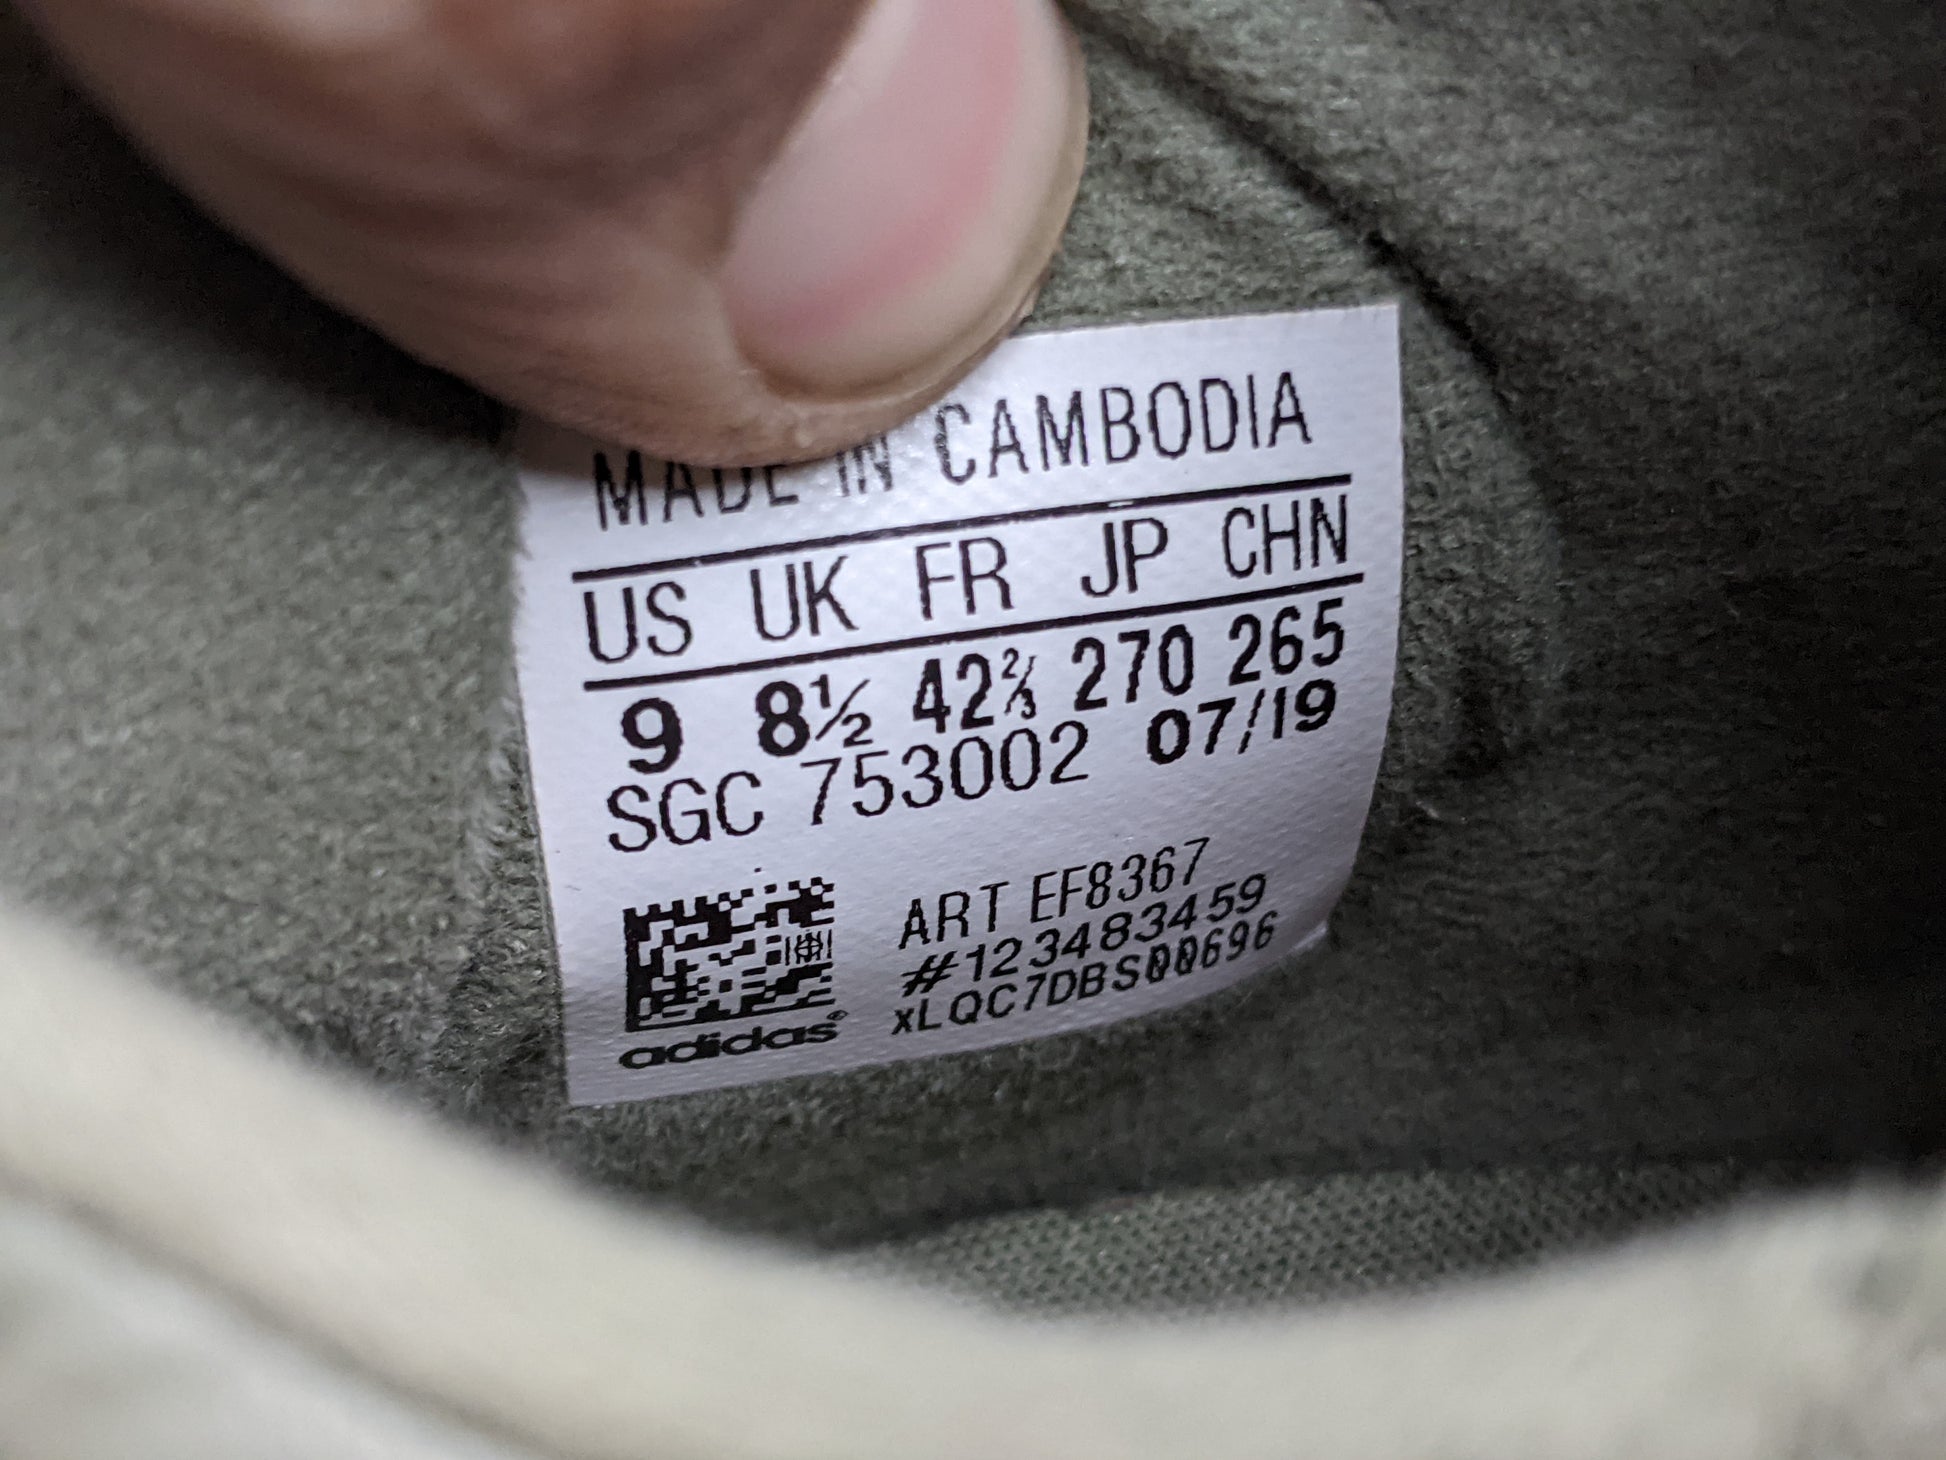 MADE IN CAMBODIA
US UK FR JP CHN
9 8½ 42⅔ 270 265
SGC 753002 07/19
ART EF8367
#123483459
xLQC7DBS00696
adidas®